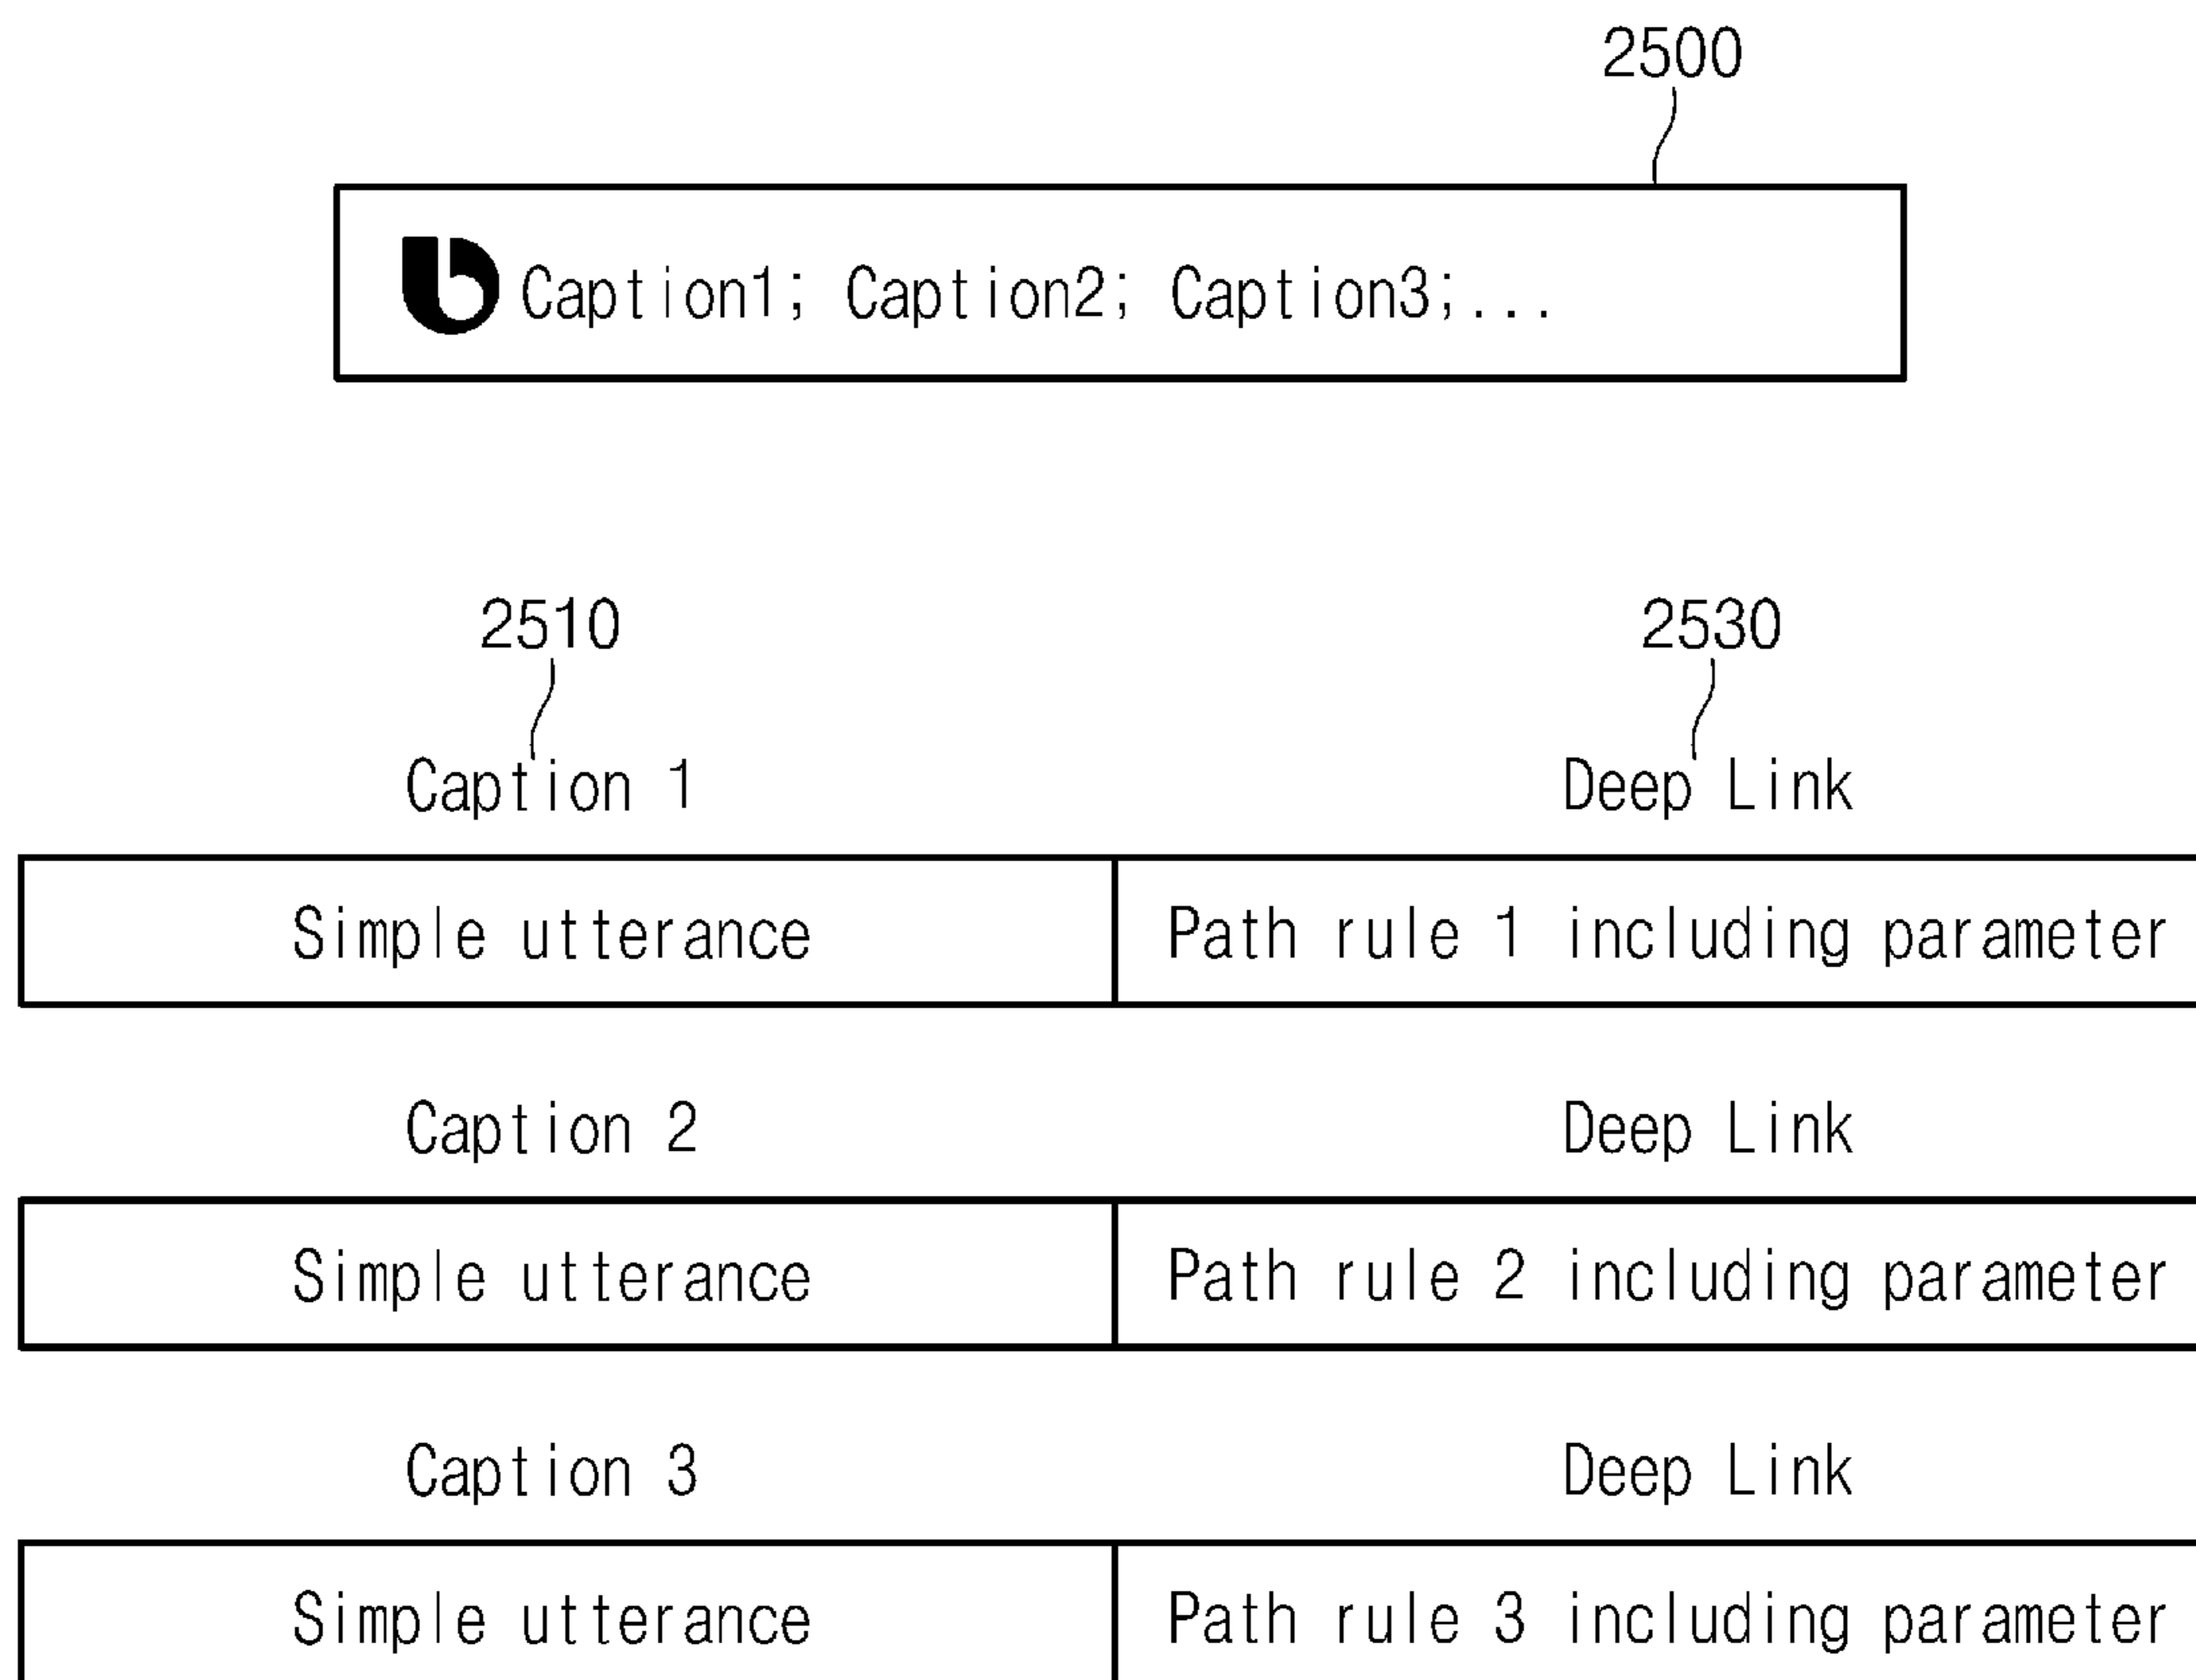 2500
Caption1; Caption2; Caption3;...
2510 2530
Caption 1 Deep Link
Simple utterance Path rule 1 including parameter
Caption 2 Deep Link
Simple utterance Path rule 2 including parameter
Caption 3 Deep Link
Simple utterance Path rule 3 including parameter